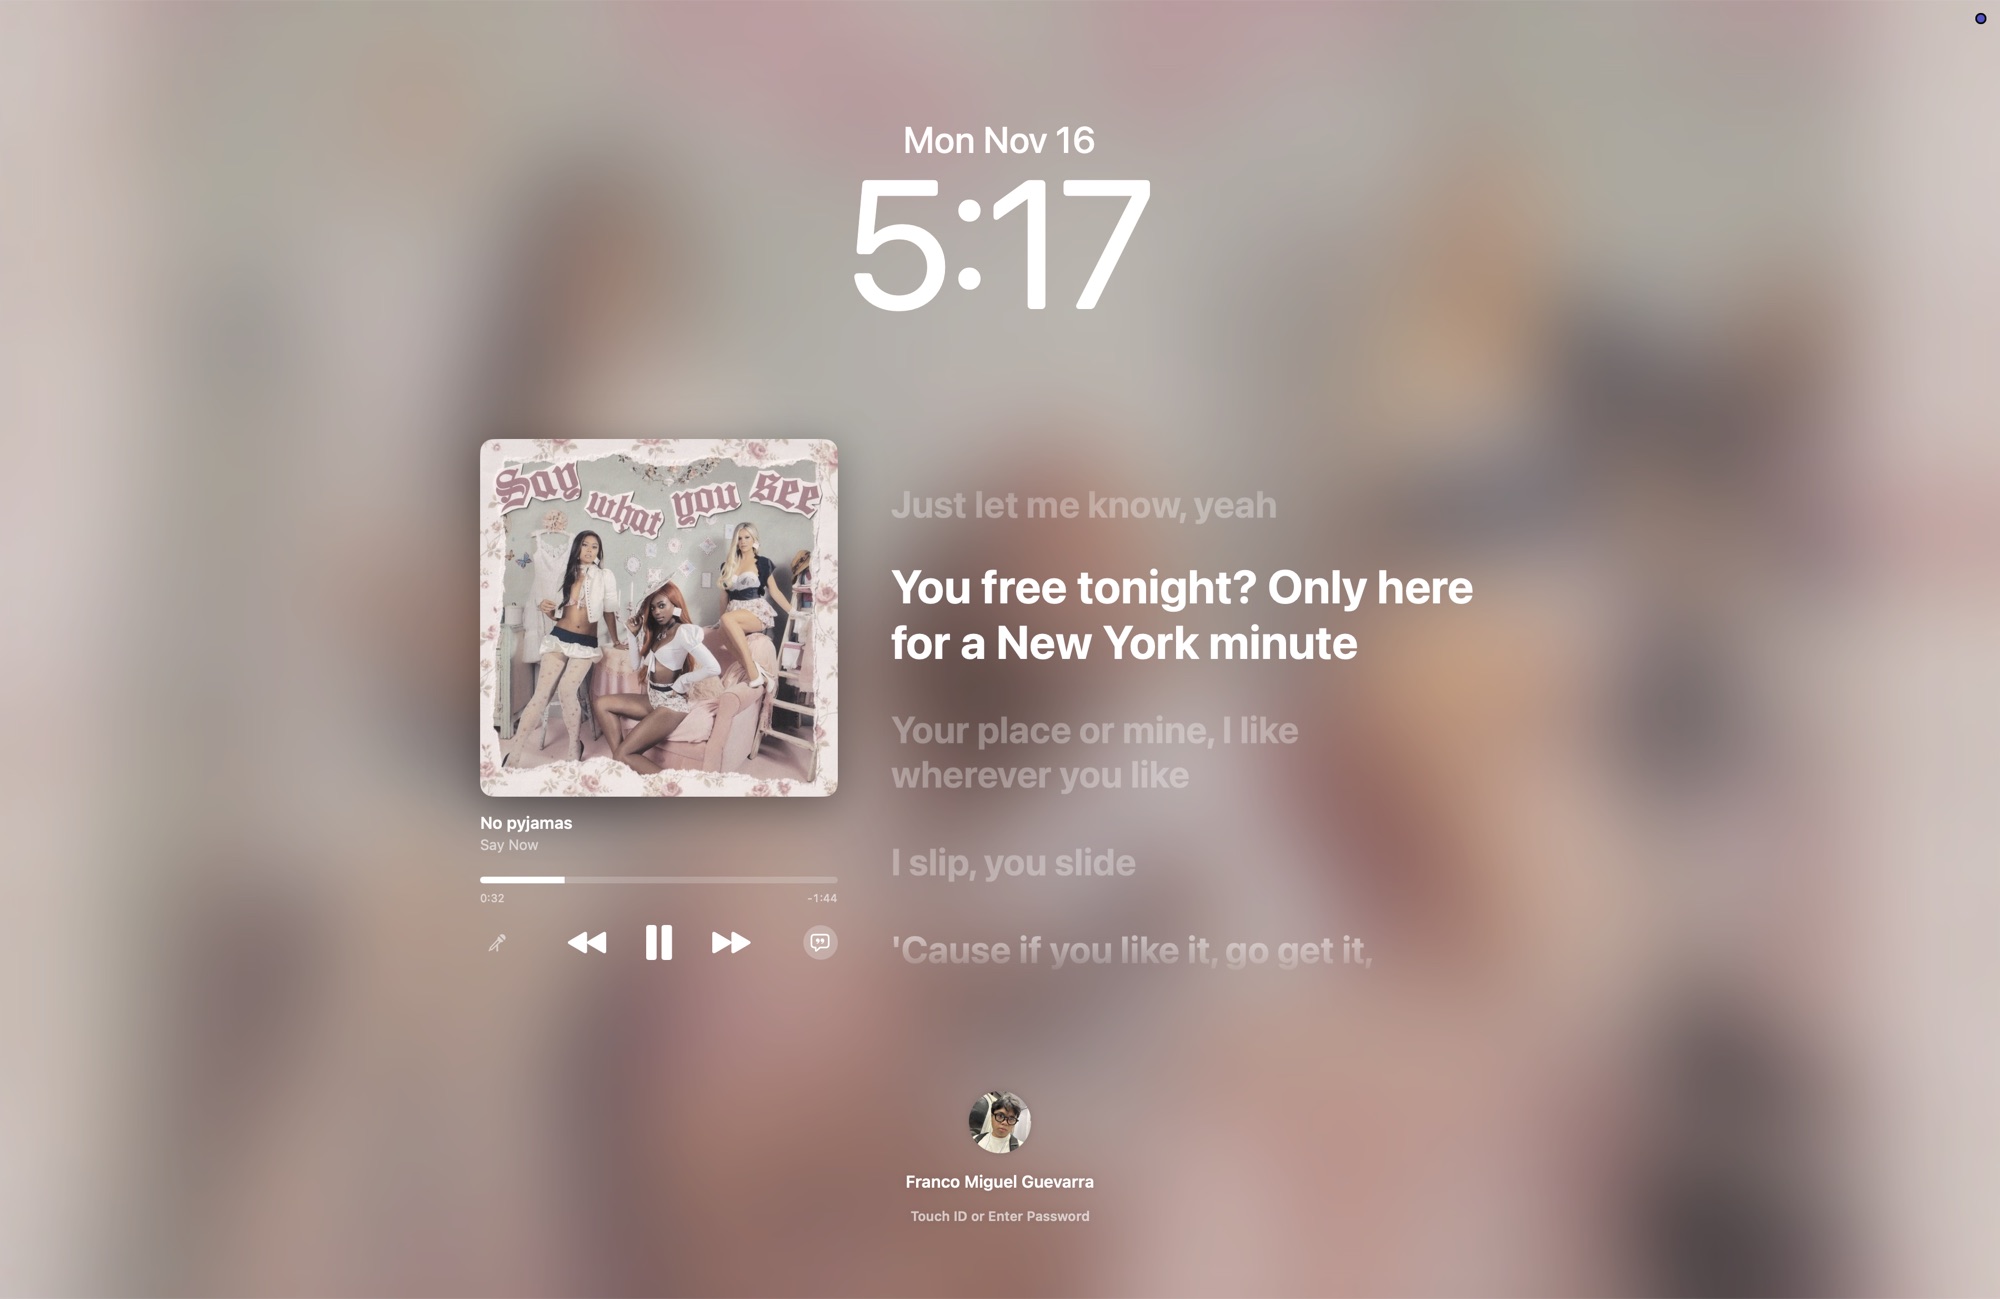 Mon Nov 16
5:17
Say what you see
No pyjamas
Say Now
0:32
-1:44
Just let me know, yeah
You free tonight? Only here
for a New York minute
Your place or mine, I like
wherever you like
I slip, you slide
'Cause if you like it, go get it,
Franco Miguel Guevarra
Touch ID or Enter Password